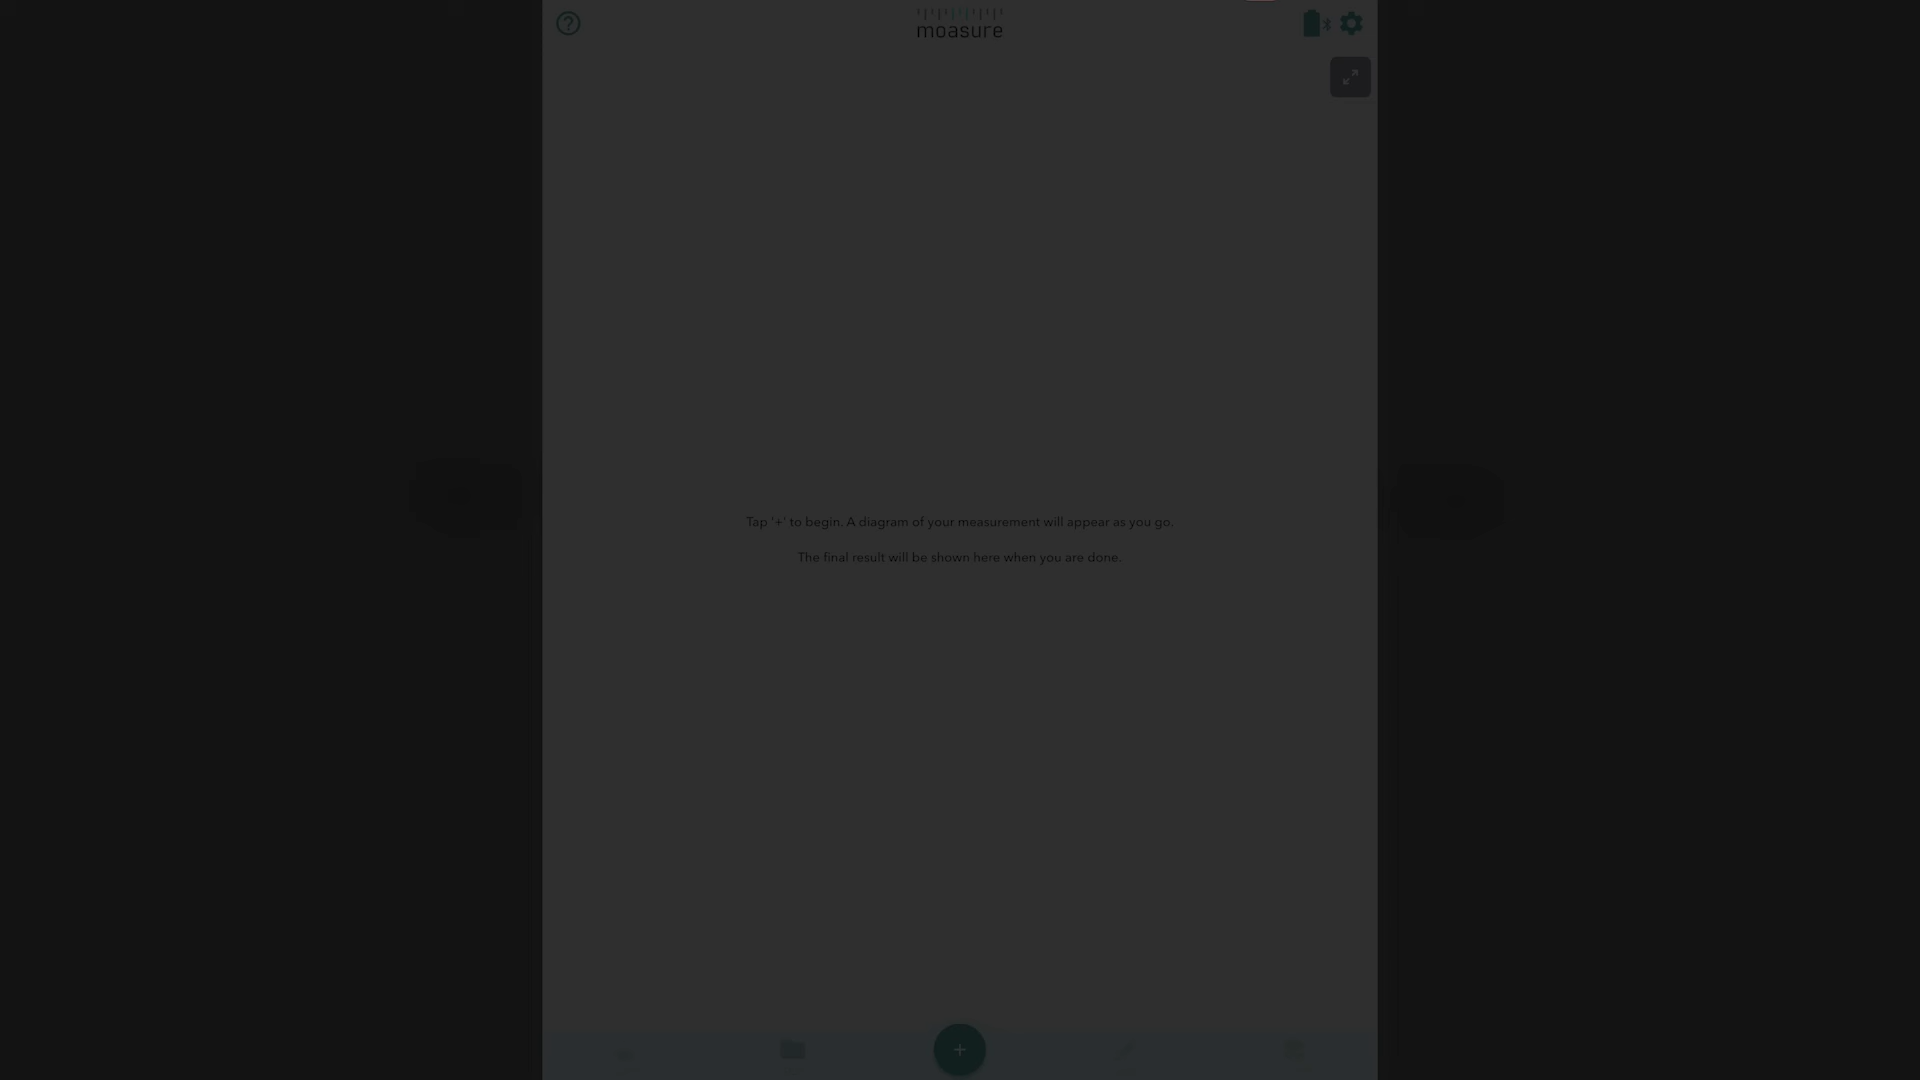 moasure
Tap '+' to begin. A diagram of your measurement will appear as you go.
The final result will be shown here when you are done.